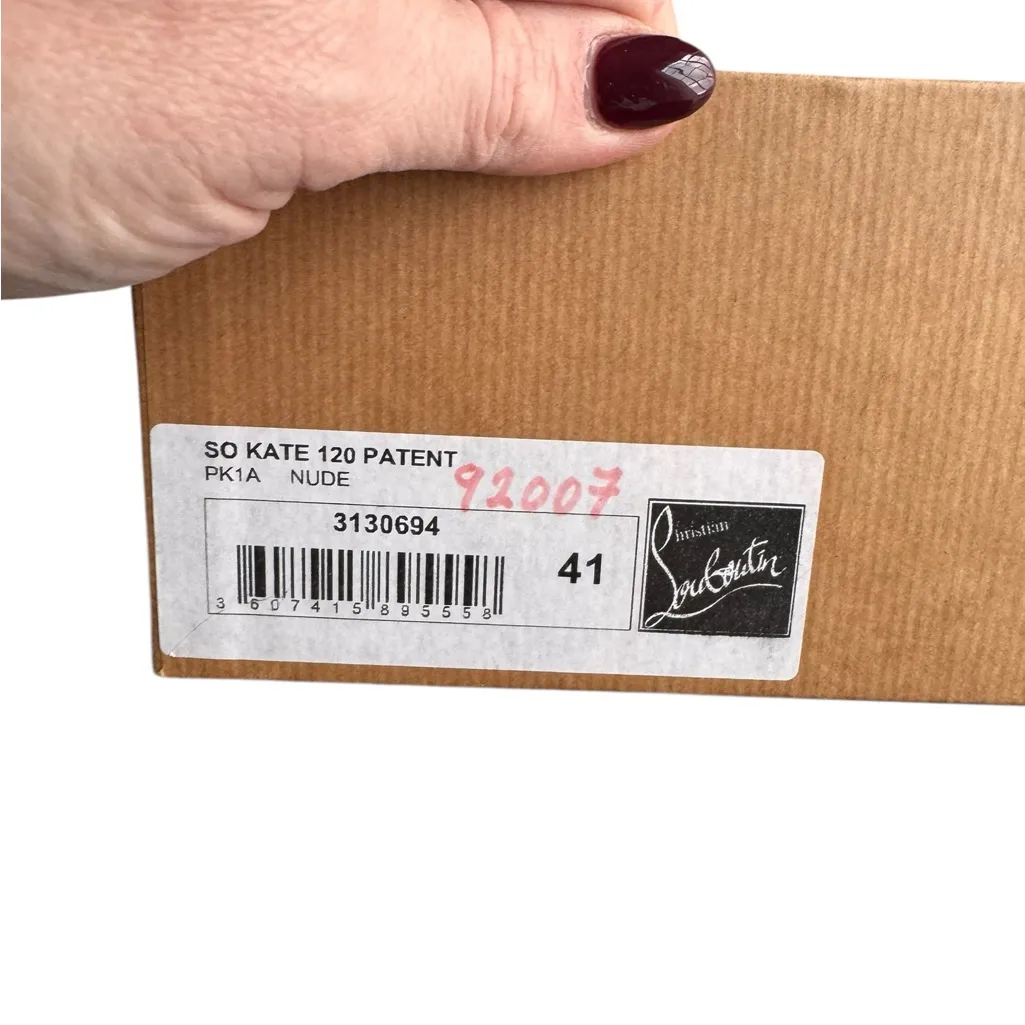 SO KATE 120 PATENT
PK1A NUDE
92007
3130694
41
3 607415 895558
Christian
Louboutin